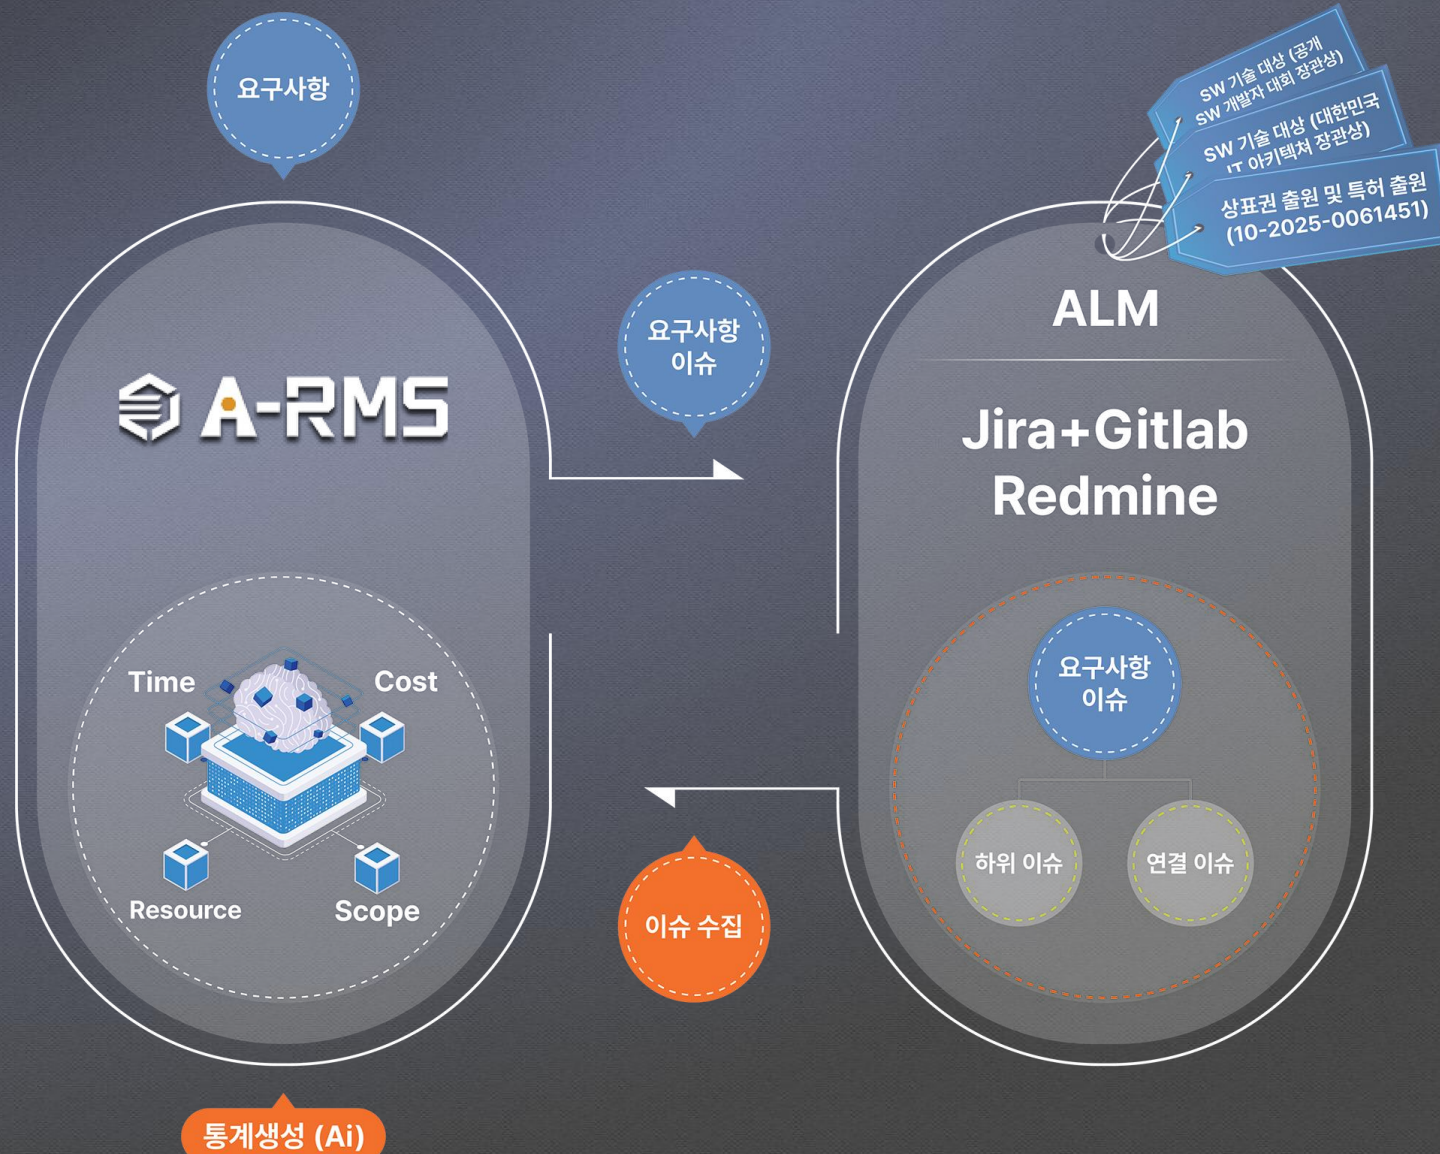 요구사항
SW 기술 대상 (공개
SW 개발자 대회 장관상)
SW 기술 대상 (대한민국
IT 아키텍쳐 장관상)
상표권 출원 및 특허 출원
(10-2025-0061451)
A-RMS
요구사항
이슈
ALM
Jira+Gitlab
Redmine
Time
Cost
Resource
Scope
요구사항
이슈
하위 이슈
연결 이슈
이슈 수집
통계생성 (Ai)